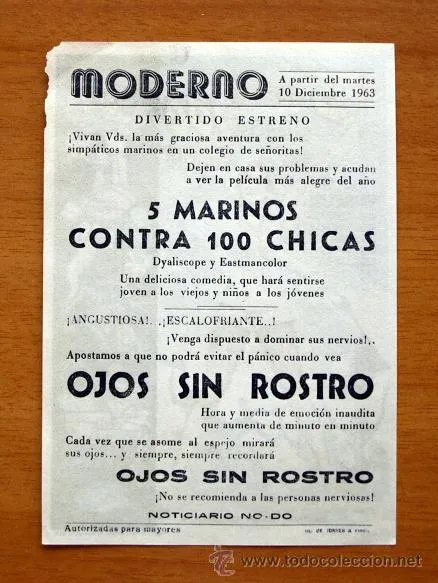 MODERNO
A partir del martes
10 Diciembre 1963
DIVERTIDO ESTRENO
¡Vivan Vds. la más graciosa aventura con los
simpáticos marinos en un colegio de señoritas!
Dejen en casa sus problemas y acudan
a ver la película más alegre del año
5 MARINOS
CONTRA 100 CHICAS
Dyaliscope y Eastmancolor
Una deliciosa comedia, que hará sentirse
joven a los viejos y niños a los jóvenes
¡ANGUSTIOSA!. .¡ESCALOFRIANTE. .!
¡Venga dispuesto a dominar sus nervios!,.
Apostamos a que no podrá evitar el pánico cuando vea
OJOS SIN ROSTRO
Hora y media de emoción inaudita
que aumenta de minuto en minuto
Cada vez que se asome al espejo mirará
sus ojos... y siempre, siempre recordará
OJOS SIN ROSTRO
¡No se recomienda a las personas nerviosas!
NOTICIARIO NO-DO
Autorizadas para mayores
todocoleccion
www.todocoleccion.net